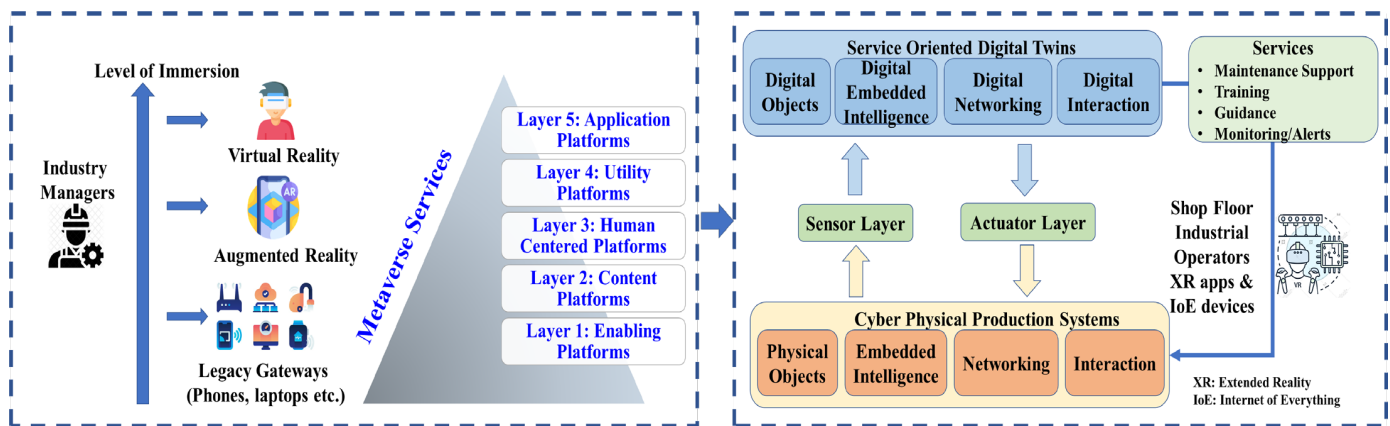 Level of Immersion
Industry
Managers
Virtual Reality
AR
Augmented Reality
Legacy Gateways
(Phones, laptops etc.)
Metaverse Services
Layer 5: Application
Platforms
Layer 4: Utility
Platforms
Layer 3: Human
Centered Platforms
Layer 2: Content
Platforms
Layer 1: Enabling
Platforms
Service Oriented Digital Twins
Digital
Objects
Digital
Embedded
Intelligence
Digital
Networking
Digital
Interaction
Services
• Maintenance Support
• Training
• Guidance
• Monitoring/Alerts
Sensor Layer
Actuator Layer
Shop Floor
Industrial
Operators
XR apps &
IoE devices
VR
Cyber Physical Production Systems
Physical
Objects
Embedded
Intelligence
Networking
Interaction
XR: Extended Reality
IoE: Internet of Everything